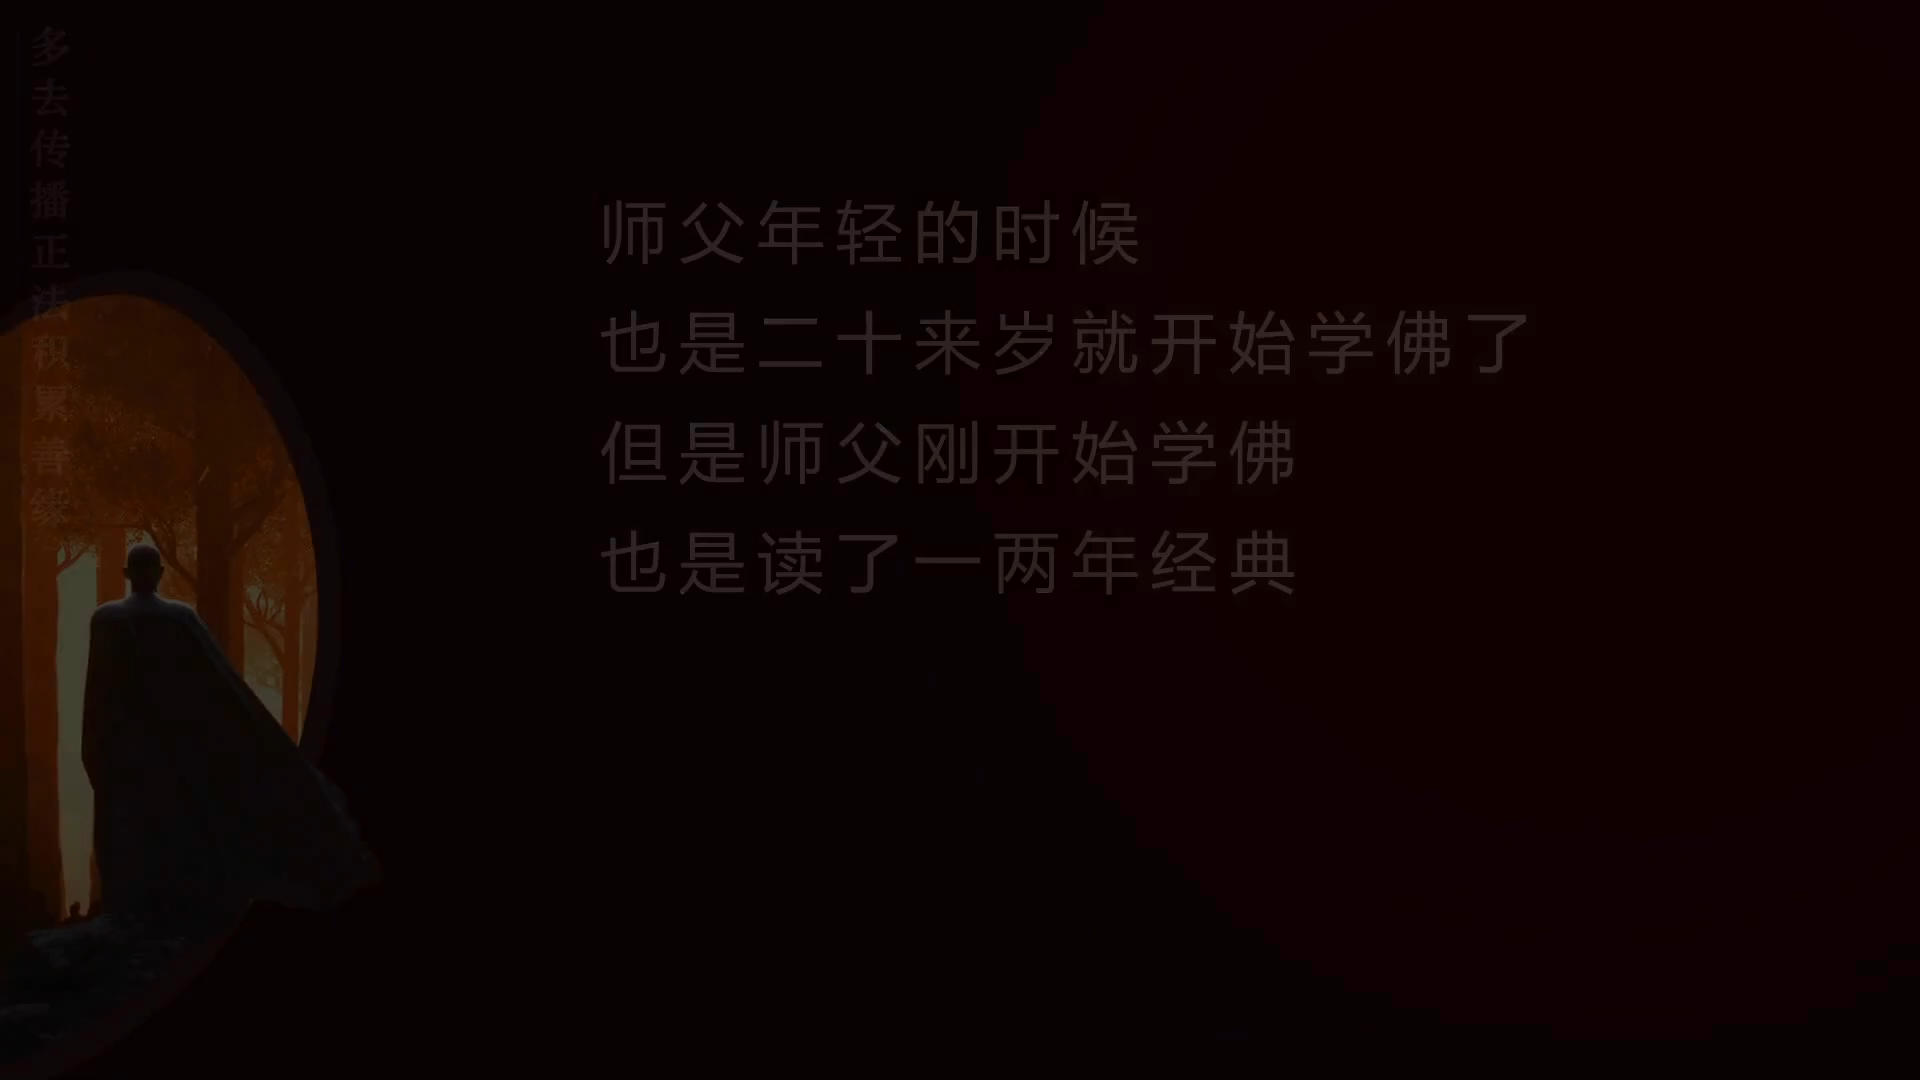 多去传播正法积累善缘
师父年轻的时候
也是二十来岁就开始学佛了
但是师父刚开始学佛
也是读了一两年经典